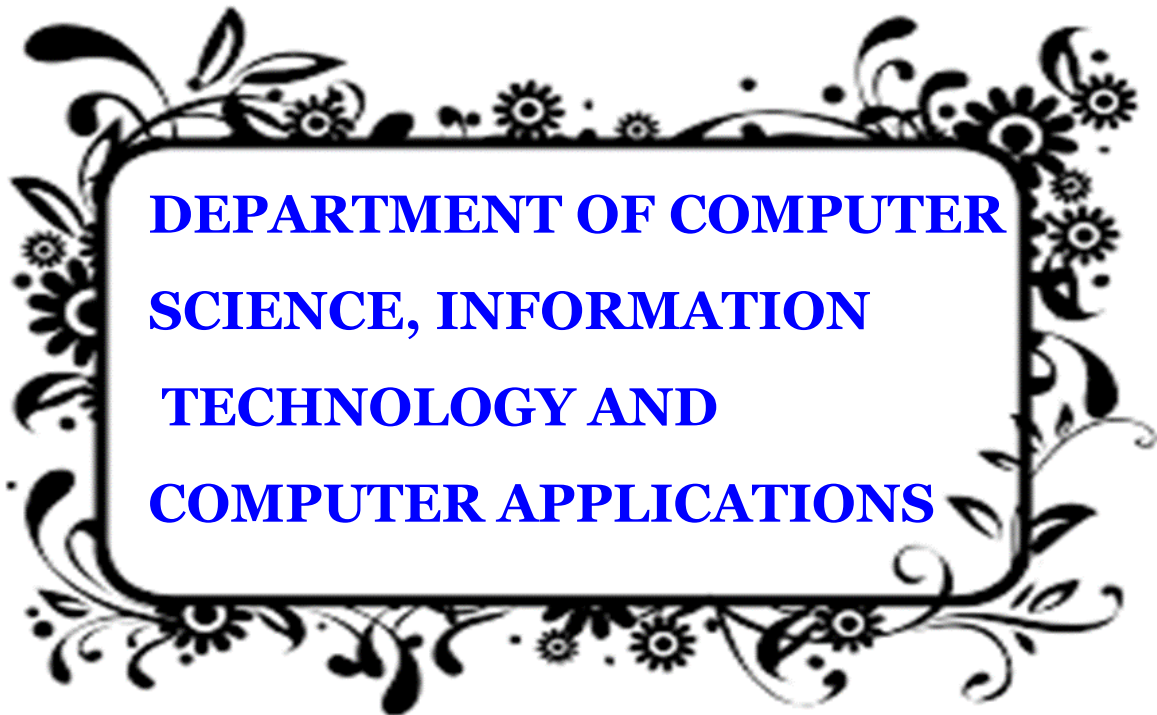 DEPARTMENT OF COMPUTER
SCIENCE, INFORMATION
TECHNOLOGY AND
COMPUTER APPLICATIONS